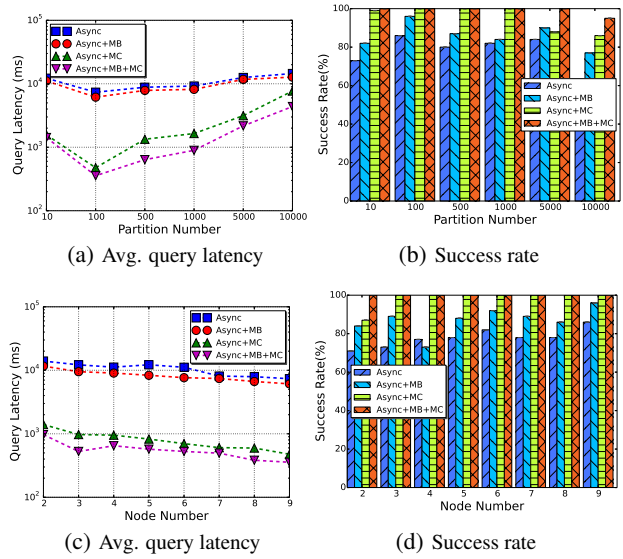 10^5
10^4
10^3
10^2
Query Latency (ms)
Async
Async+MB
Async+MC
Async+MB+MC
10 100 500 1000 5000 10000
Partition Number
(a) Avg. query latency
100
80
60
40
20
0
Success Rate(%)
Async
Async+MB
Async+MC
Async+MB+MC
10 100 500 1000 5000 10000
Partition Number
(b) Success rate
10^5
10^4
10^3
10^2
Query Latency (ms)
Async
Async+MB
Async+MC
Async+MB+MC
2 3 4 5 6 7 8 9
Node Number
(c) Avg. query latency
100
80
60
40
20
0
Success Rate(%)
Async
Async+MB
Async+MC
Async+MB+MC
2 3 4 5 6 7 8 9
Node Number
(d) Success rate